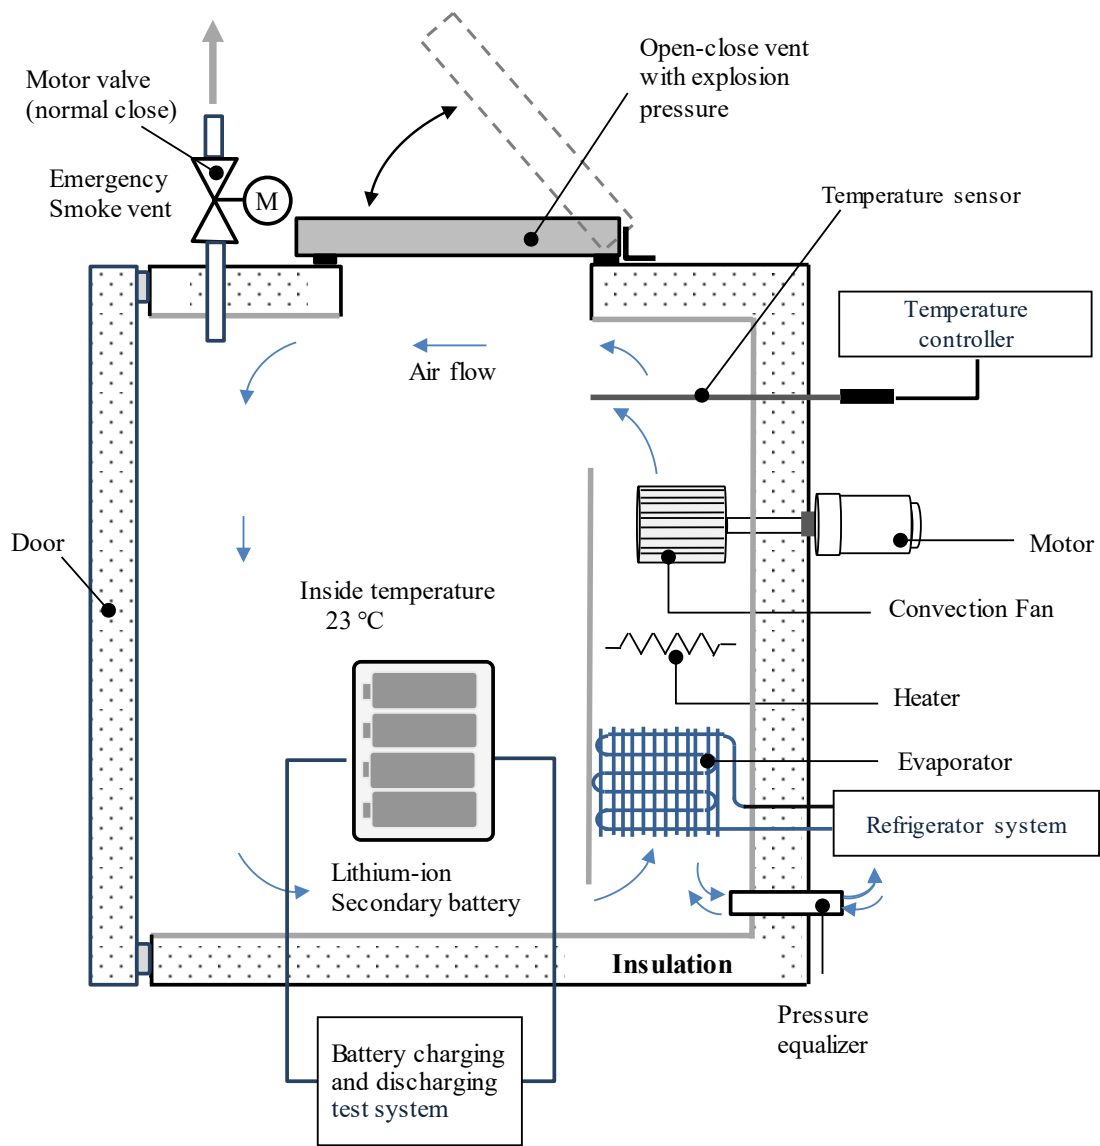 Open-close vent
with explosion
pressure
Motor valve
(normal close)
Emergency
Smoke vent
M
Temperature sensor
Temperature
controller
Air flow
Door
Motor
Inside temperature
23 °C
Convection Fan
Heater
Evaporator
Refrigerator system
Lithium-ion
Secondary battery
Insulation
Pressure
equalizer
Battery charging
and discharging
test system